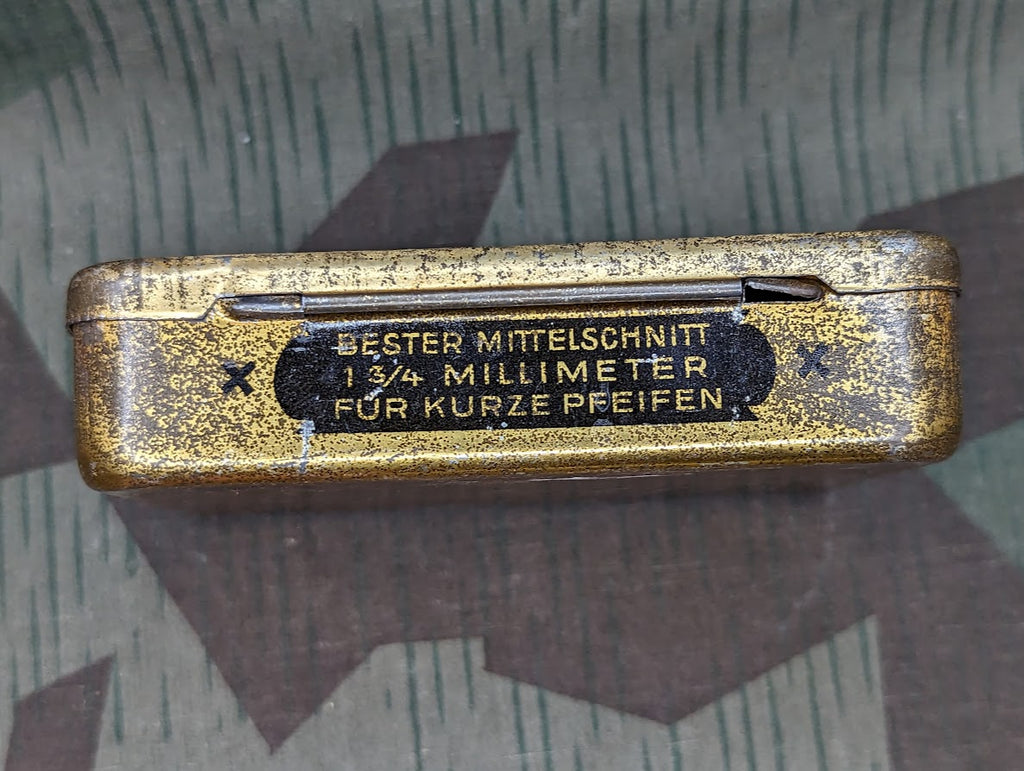 BESTER MITTELSCHNITT
1 3/4 MILLIMETER
FÜR KURZE PFEIFEN